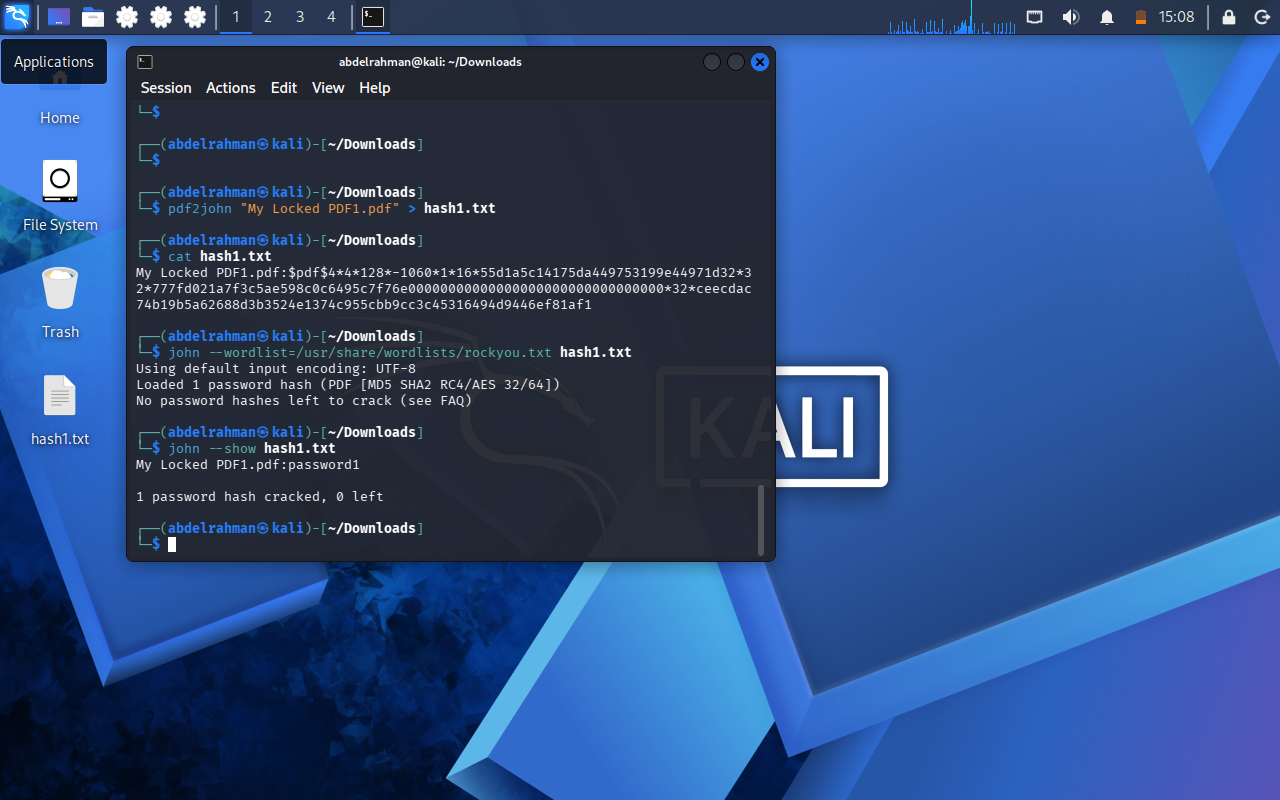 1 2 3 4
15:08
Applications
Home
File System
Trash
hash1.txt
abdelrahman@kali: ~/Downloads
Session Actions Edit View Help
└─$
┌──(abdelrahman㉿kali)-[~/Downloads]
└─$
┌──(abdelrahman㉿kali)-[~/Downloads]
└─$ pdf2john "My Locked PDF1.pdf" > hash1.txt
┌──(abdelrahman㉿kali)-[~/Downloads]
└─$ cat hash1.txt
My Locked PDF1.pdf:$pdf$4*4*128*-1060*1*16*55d1a5c14175da449753199e44971d32*3
2*777fd021a7f3c5ae598c0c6495c7f76e00000000000000000000000000000000*32*ceecdac
74b19b5a62688d3b3524e1374c955cbb9cc3c45316494d9446ef81af1
┌──(abdelrahman㉿kali)-[~/Downloads]
└─$ john --wordlist=/usr/share/wordlists/rockyou.txt hash1.txt
Using default input encoding: UTF-8
Loaded 1 password hash (PDF [MD5 SHA2 RC4/AES 32/64])
No password hashes left to crack (see FAQ)
┌──(abdelrahman㉿kali)-[~/Downloads]
└─$ john --show hash1.txt
My Locked PDF1.pdf:password1
1 password hash cracked, 0 left
┌──(abdelrahman㉿kali)-[~/Downloads]
└─$
KALI